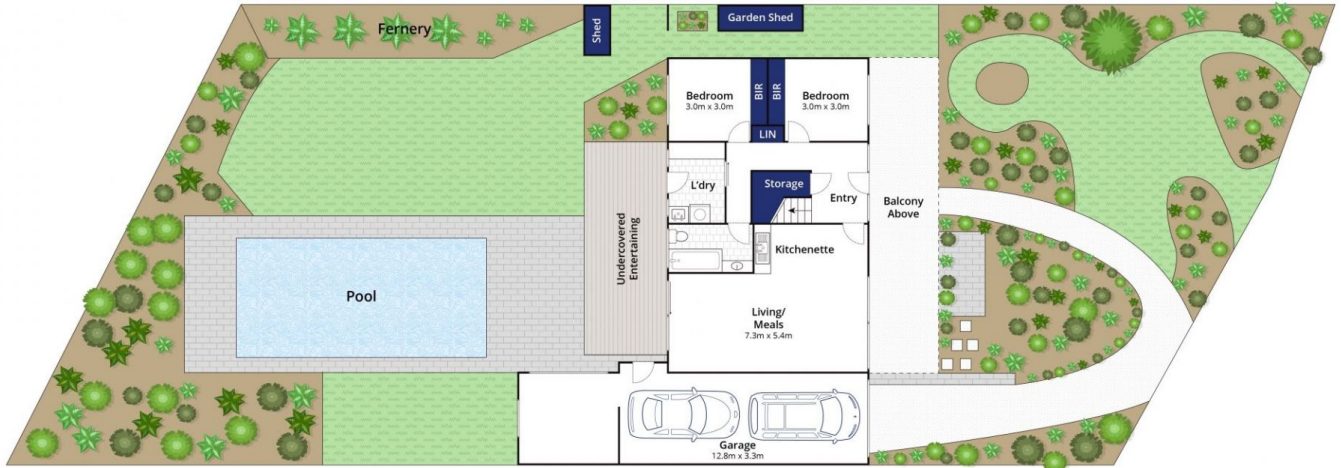 Fernery
Shed
Garden Shed
Bedroom
3.0m x 3.0m
BIR
BIR
Bedroom
3.0m x 3.0m
LIN
L'dry
Storage
Entry
Balcony
Above
Undercovered
Entertaining
Kitchenette
Pool
Living/
Meals
7.3m x 5.4m
Garage
12.8m x 3.3m